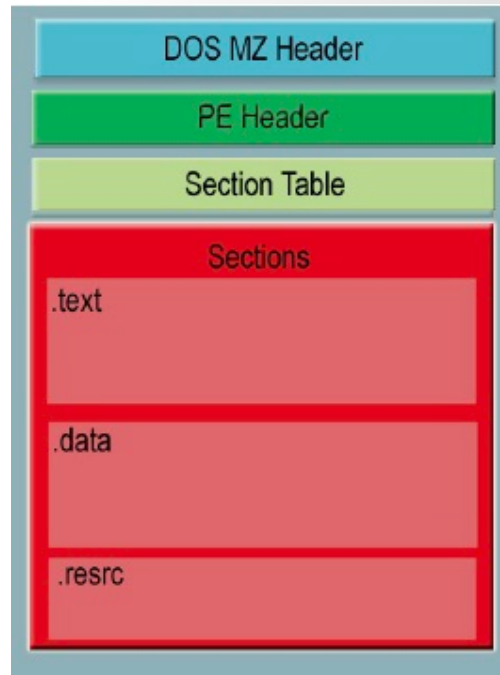 DOS MZ Header
PE Header
Section Table
Sections
.text
.data
.resrc